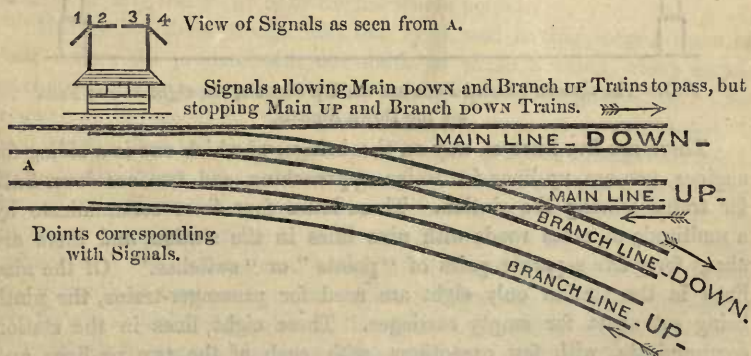 1 2 3 4 View of Signals as seen from A.
Signals allowing Main DOWN and Branch UP Trains to pass, but
stopping Main UP and Branch DOWN Trains.
MAIN LINE - DOWN -
A
MAIN LINE - UP -
Points corresponding
with Signals.
BRANCH LINE - DOWN.
BRANCH LINE - UP -